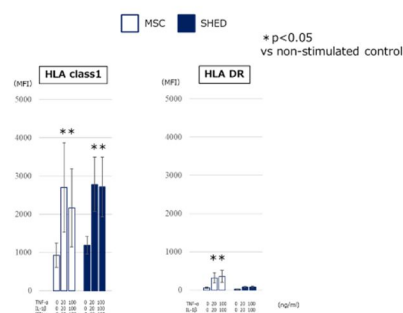 MSC SHED
*p<0.05
vs non-stimulated control
HLA class1 HLA DR
(MFI) (MFI)
5000 5000
4000 4000
** 
3000 3000
**
2000 2000
1000 1000
**
0 0
TNF-α 0 20 100 0 20 100 TNF-α 0 20 100 0 20 100 (ng/ml)
IL-1β 0 20 100 0 20 100 IL-1β 0 20 100 0 20 100